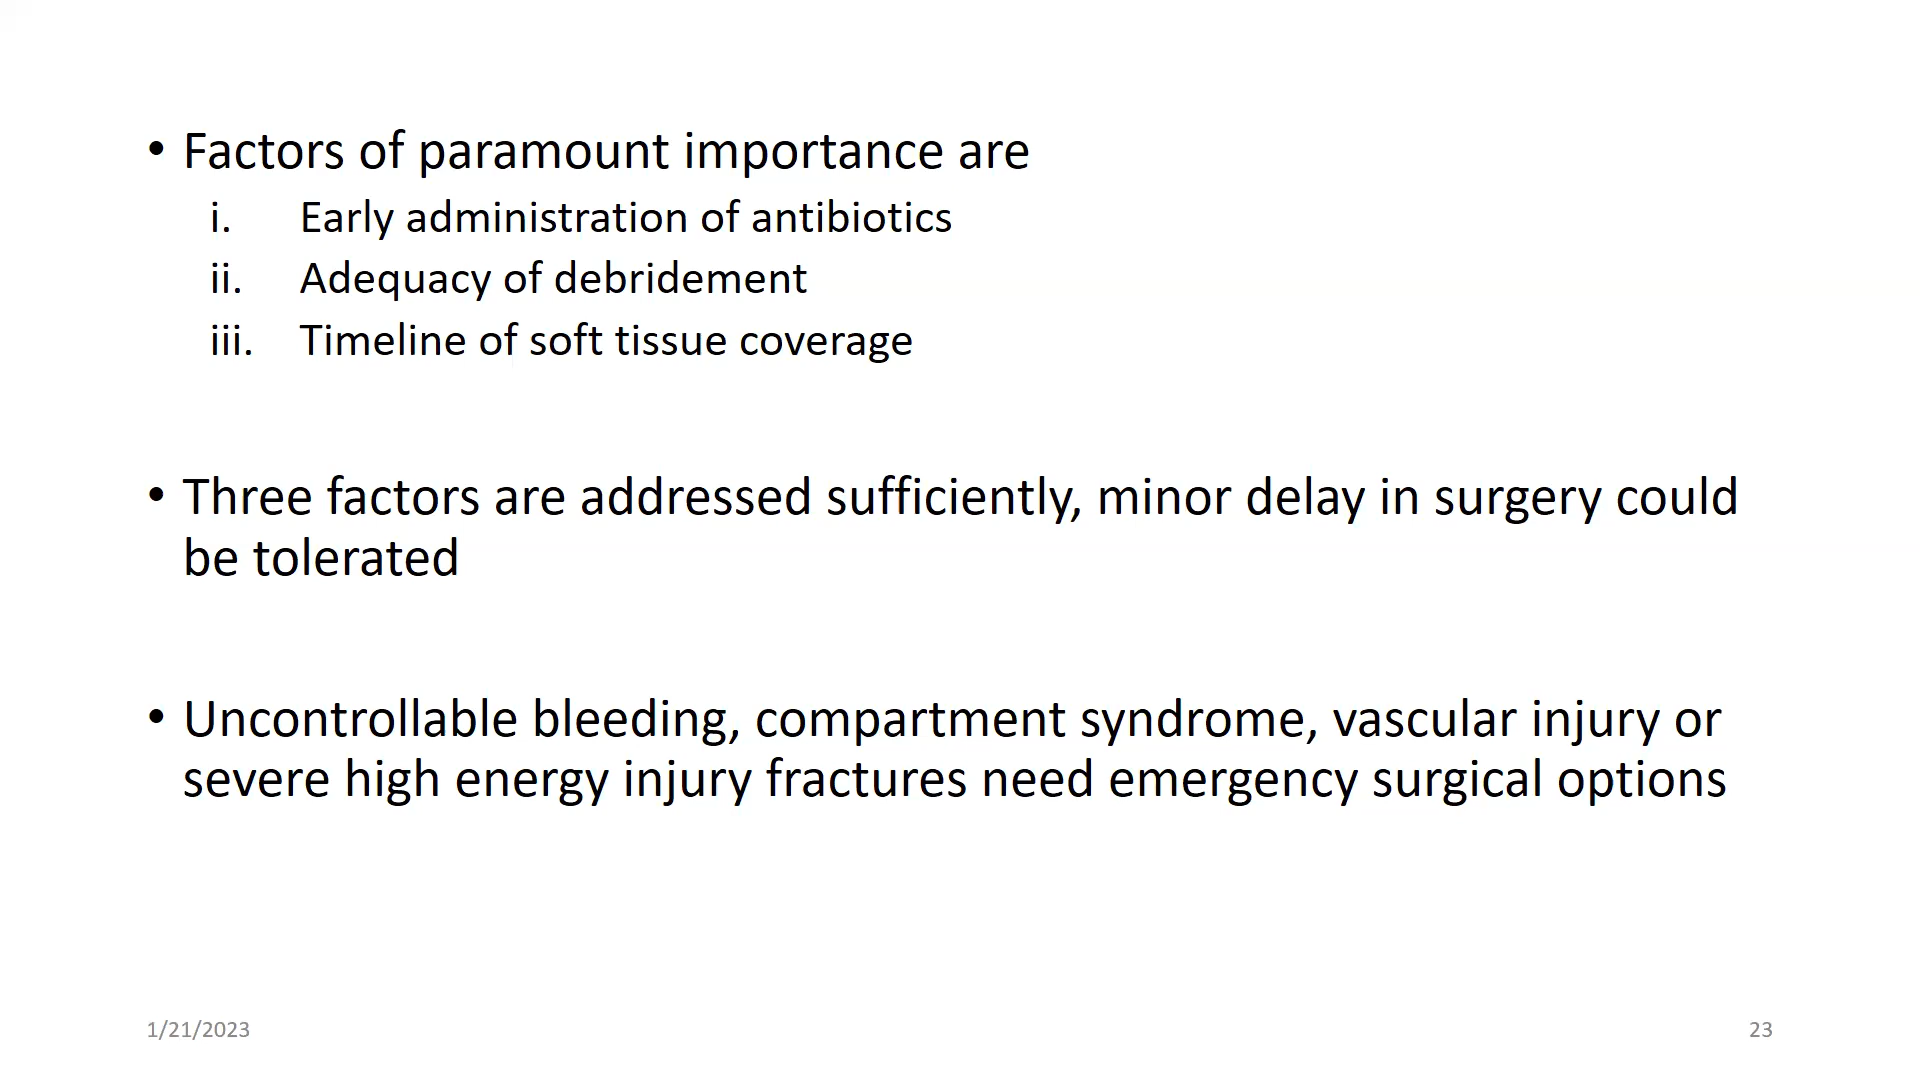 • Factors of paramount importance are
i. Early administration of antibiotics
ii. Adequacy of debridement
iii. Timeline of soft tissue coverage
• Three factors are addressed sufficiently, minor delay in surgery could
be tolerated
• Uncontrollable bleeding, compartment syndrome, vascular injury or
severe high energy injury fractures need emergency surgical options
1/21/2023
23